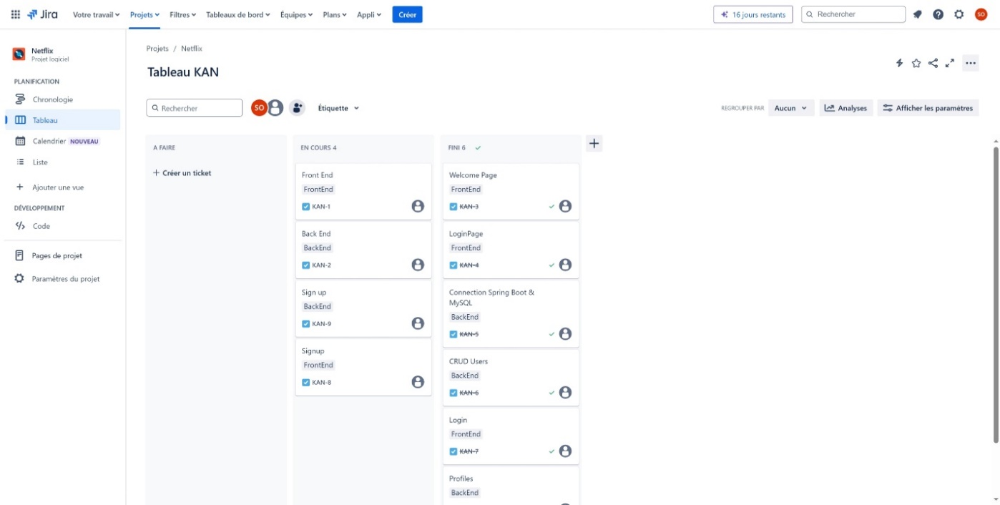 Jira
Votre travail
Projets
Filtres
Tableaux de bord
Équipes
Plans
Appli
Créer
16 jours restants
Rechercher
SO
Netflix
Projet logiciel
PLANIFICATION
Chronologie
Tableau
Calendrier NOUVEAU
Liste
Ajouter une vue
DÉVELOPPEMENT
Code
Pages de projet
Paramètres du projet
Projets / Netflix
Tableau KAN
Rechercher
SO
Étiquette
REGROUPER PAR
Aucun
Analyses
Afficher les paramètres
A FAIRE
+ Créer un ticket
EN COURS 4
Front End
FrontEnd
KAN-1
Back End
BackEnd
KAN-2
Sign up
BackEnd
KAN-9
Signup
FrontEnd
KAN-8
FINI 6
Welcome Page
FrontEnd
KAN-3
LoginPage
FrontEnd
KAN-4
Connection Spring Boot &
MySQL
BackEnd
KAN-5
CRUD Users
BackEnd
KAN-6
Login
FrontEnd
KAN-7
Profiles
BackEnd